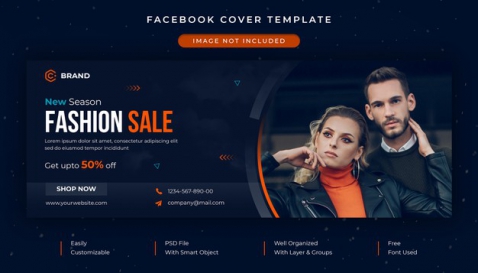 FACEBOOK COVER TEMPLATE
IMAGE NOT INCLUDED
BRAND
New Season
FASHION SALE
Lorem ipsum dolor sit amet, consectetur adipiscing elit
sed do eiusmod tempor incididunt
Get upto 50% off
SHOP NOW
www.yourwebsite.com
1234-567-890-00
company@mail.com
Easily
Customizable
PSD File
With Smart Object
Well Organized
With Layer & Groups
Free
Font Used